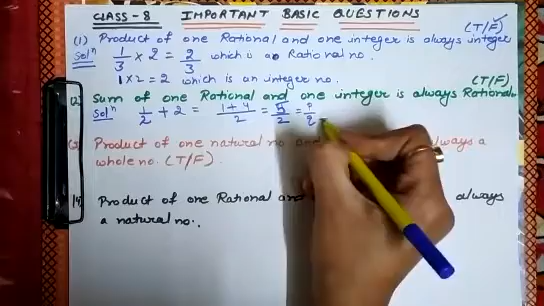 CLASS-8 IMPORTANT BASIC QUESTIONS
(T/F)✓
(1) Product of one Rational and one integer is always integer
Solⁿ 1/3 × 2 = 2/3 which is a Rational no.
1×2 = 2 which is an integer no.
(T/F)
(2) Sum of one Rational and one integer is always Rational
Solⁿ 1/2 + 2 = 1+4/2 = 5/2 = P/q
(3) Product of one natural no and always a
whole no. (T/F).
Product of one Rational always
a natural no.